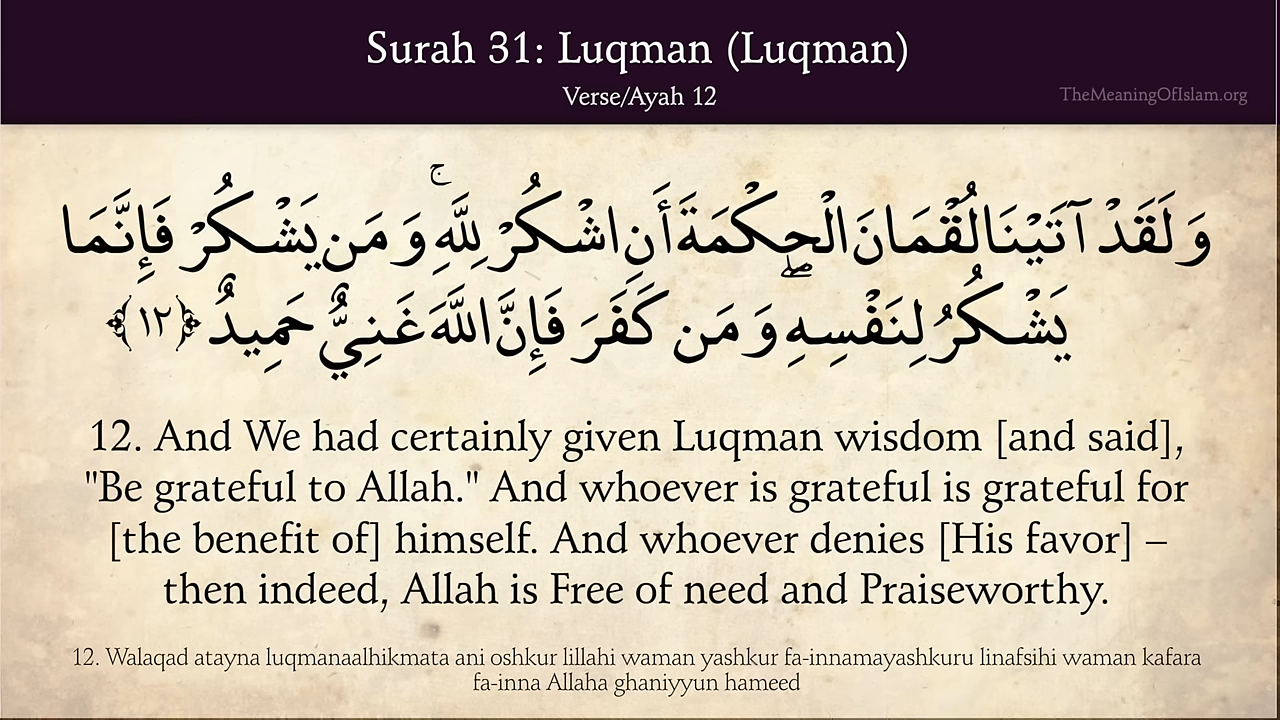 Surah 31: Luqman (Luqman)
Verse/Ayah 12
TheMeaningOfIslam.org
وَلَقَدْ آتَيْنَا لُقْمَانَ الْحِكْمَةَ أَنِ اشْكُرْ لِلَّهِ ۚ وَمَن يَشْكُرْ فَإِنَّمَا
يَشْكُرُ لِنَفْسِهِ ۖ وَمَن كَفَرَ فَإِنَّ اللَّهَ غَنِيٌّ حَمِيدٌ ﴿١٢﴾
12. And We had certainly given Luqman wisdom [and said],
"Be grateful to Allah." And whoever is grateful is grateful for
[the benefit of] himself. And whoever denies [His favor] –
then indeed, Allah is Free of need and Praiseworthy.
12. Walaqad atayna luqmanaalhikmata ani oshkur lillahi waman yashkur fa-innamayashkuru linafsihi waman kafara
fa-inna Allaha ghaniyyun hameed